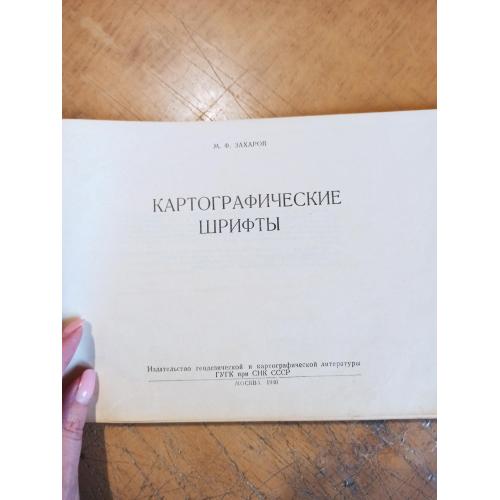 М. Ф. ЗАХАРОВ
КАРТОГРАФИЧЕСКИЕ
ШРИФТЫ
Издательство геодезической и картографической литературы
ГУГК при СНК СССР
МОСКВА 1940